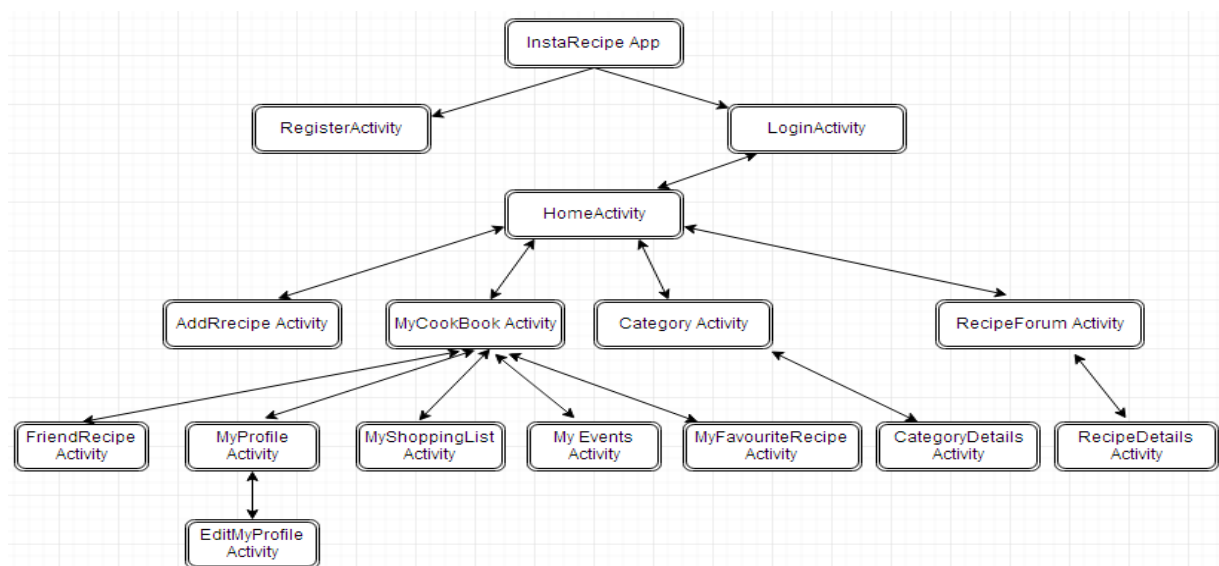 InstaRecipe App
RegisterActivity
LoginActivity
HomeActivity
AddRrecipe Activity
MyCookBook Activity
Category Activity
RecipeForum Activity
FriendRecipe
Activity
MyProfile
Activity
MyShoppingList
Activity
My Events
Activity
MyFavouriteRecipe
Activity
CategoryDetails
Activity
RecipeDetails
Activity
EditMyProfile
Activity